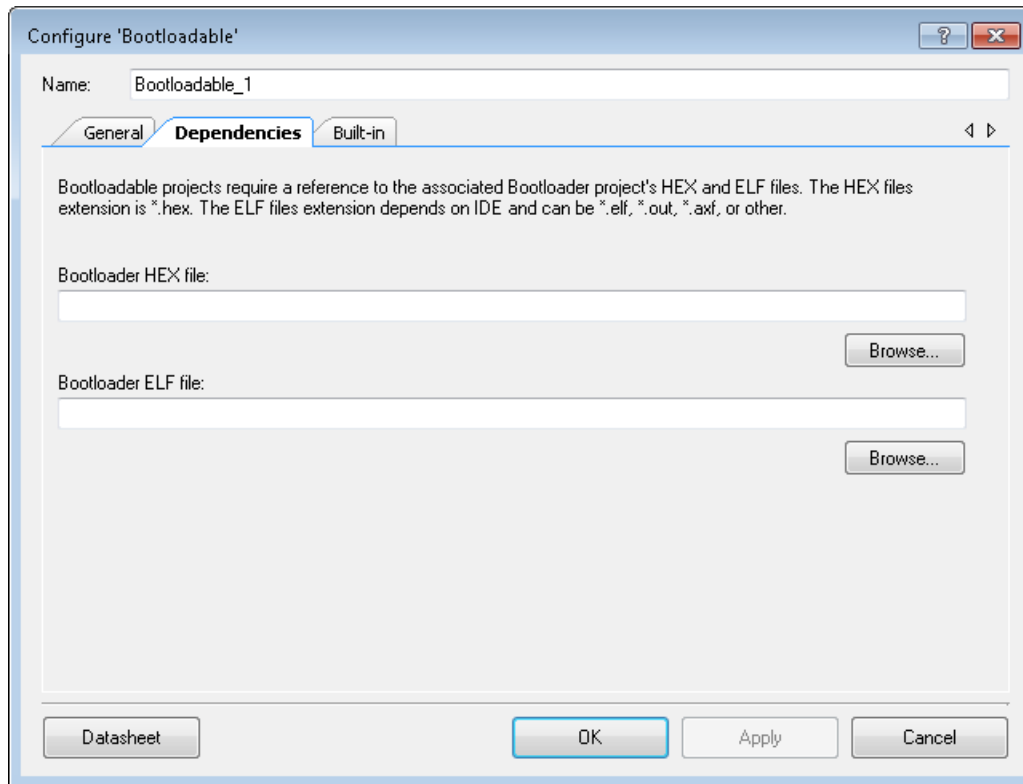 Configure 'Bootloadable'
Name: Bootloadable_1
General Dependencies Built-in
Bootloadable projects require a reference to the associated Bootloader project's HEX and ELF files. The HEX files
extension is *.hex. The ELF files extension depends on IDE and can be *.elf, *.out, *.axf, or other.
Bootloader HEX file:
Browse...
Bootloader ELF file:
Browse...
Datasheet OK Apply Cancel